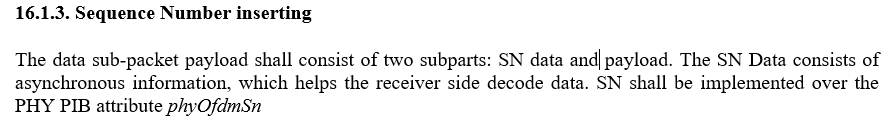 16.1.3. Sequence Number inserting
The data sub-packet payload shall consist of two subparts: SN data and payload. The SN Data consists of
asynchronous information, which helps the receiver side decode data. SN shall be implemented over the
PHY PIB attribute phyOfdmSn